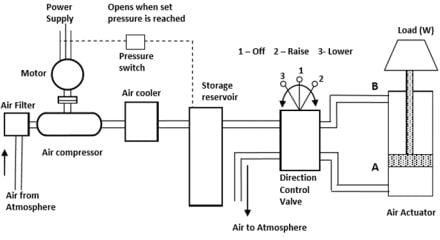 Power
Supply
Opens when set
pressure is reached
Pressure
switch
Motor
1 – Off 2 – Raise 3- Lower
Load (W)
3
1
2
Air Filter
Air cooler
Storage
reservoir
B
A
Air compressor
Direction
Control
Valve
Air from
Atmosphere
Air to Atmosphere
Air Actuator